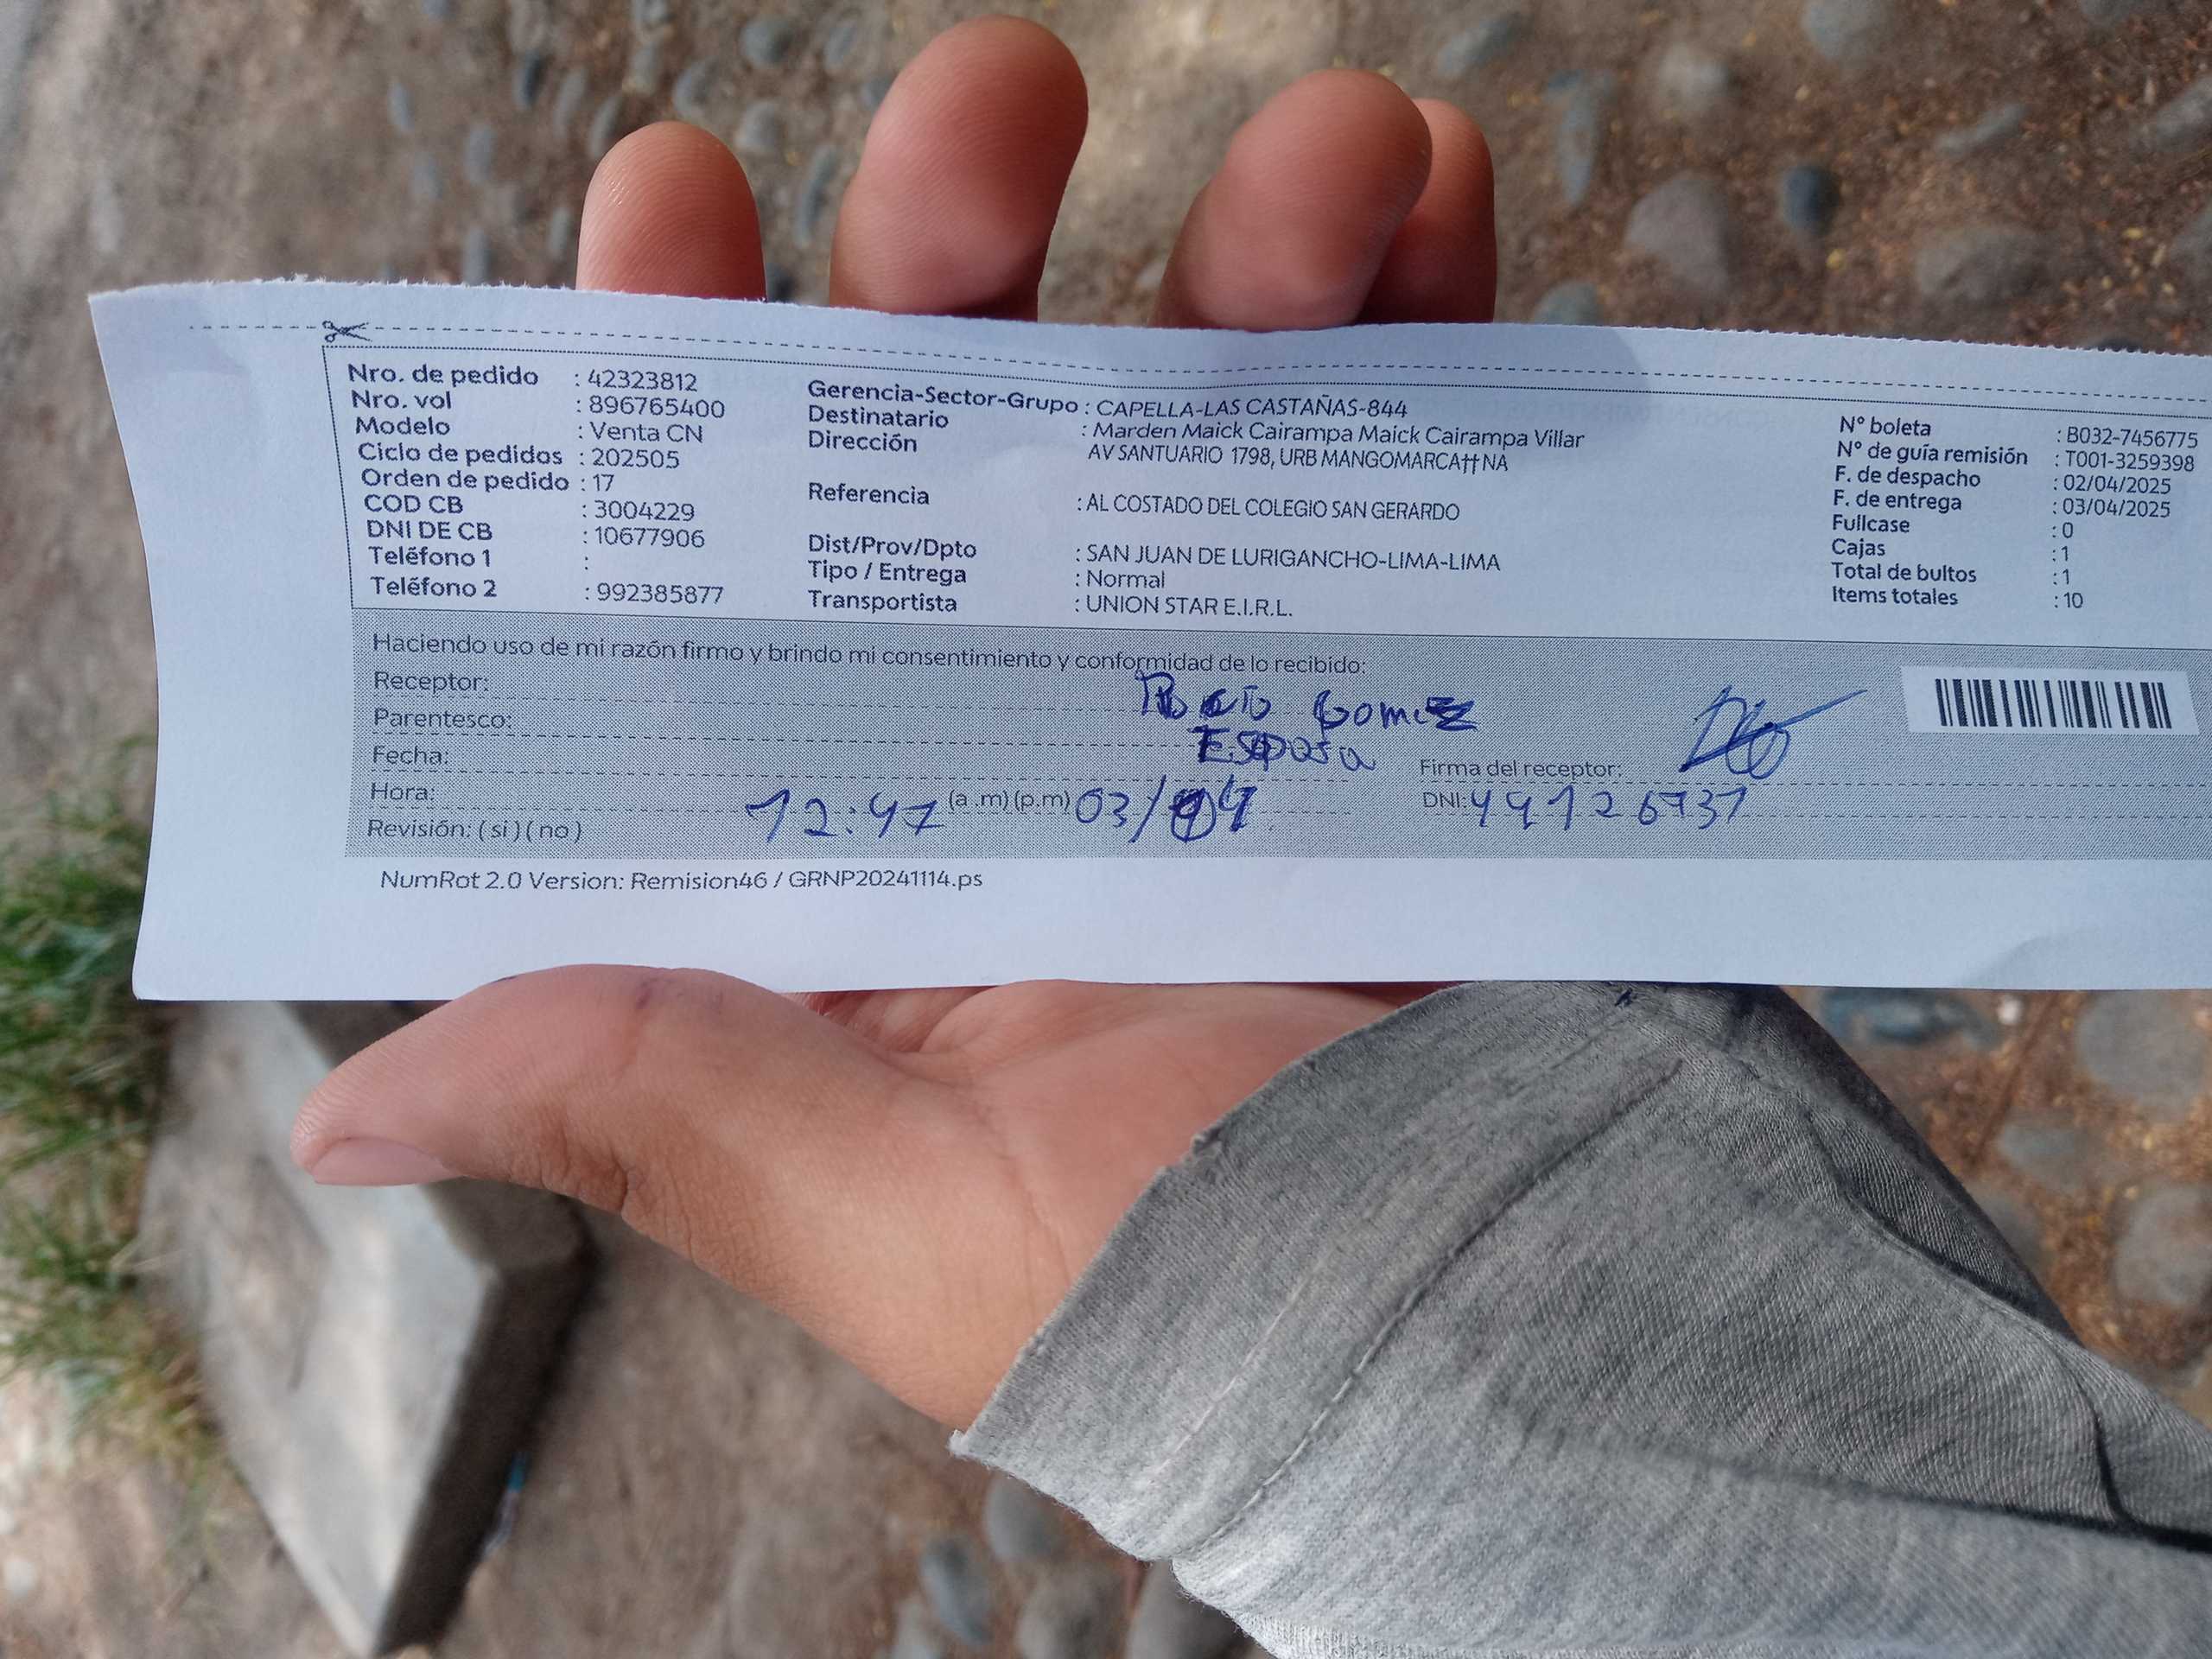 Nro. de pedido : 42323812
Nro. vol : 896765400
Modelo : Venta CN
Ciclo de pedidos : 202505
Orden de pedido : 17
COD CB : 3004229
DNI DE CB : 10677906
Teléfono 1 :
Teléfono 2 : 992385877
Gerencia-Sector-Grupo : CAPELLA-LAS CASTAÑAS-844
Destinatario : Marden Maick Cairampa Maick Cairampa Villar
Dirección AV SANTUARIO 1798, URB MANGOMARCA††NA
Referencia : AL COSTADO DEL COLEGIO SAN GERARDO
Dist/Prov/Dpto : SAN JUAN DE LURIGANCHO-LIMA-LIMA
Tipo / Entrega : Normal
Transportista : UNION STAR E.I.R.L.
N° boleta : B032-7456775
N° de guía remisión : T001-3259398
F. de despacho : 02/04/2025
F. de entrega : 03/04/2025
Fullcase : 0
Cajas : 1
Total de bultos : 1
Items totales : 10
Haciendo uso de mi razón firmo y brindo mi consentimiento y conformidad de lo recibido:
Receptor: Gomez
Parentesco: Esposa
Fecha:
Firma del receptor:
Hora: 12:47 (a.m)(p.m) 03/04
DNI: 44126737
Revisión: ( si ) ( no )
NumRot 2.0 Version: Remision46 / GRNP20241114.ps